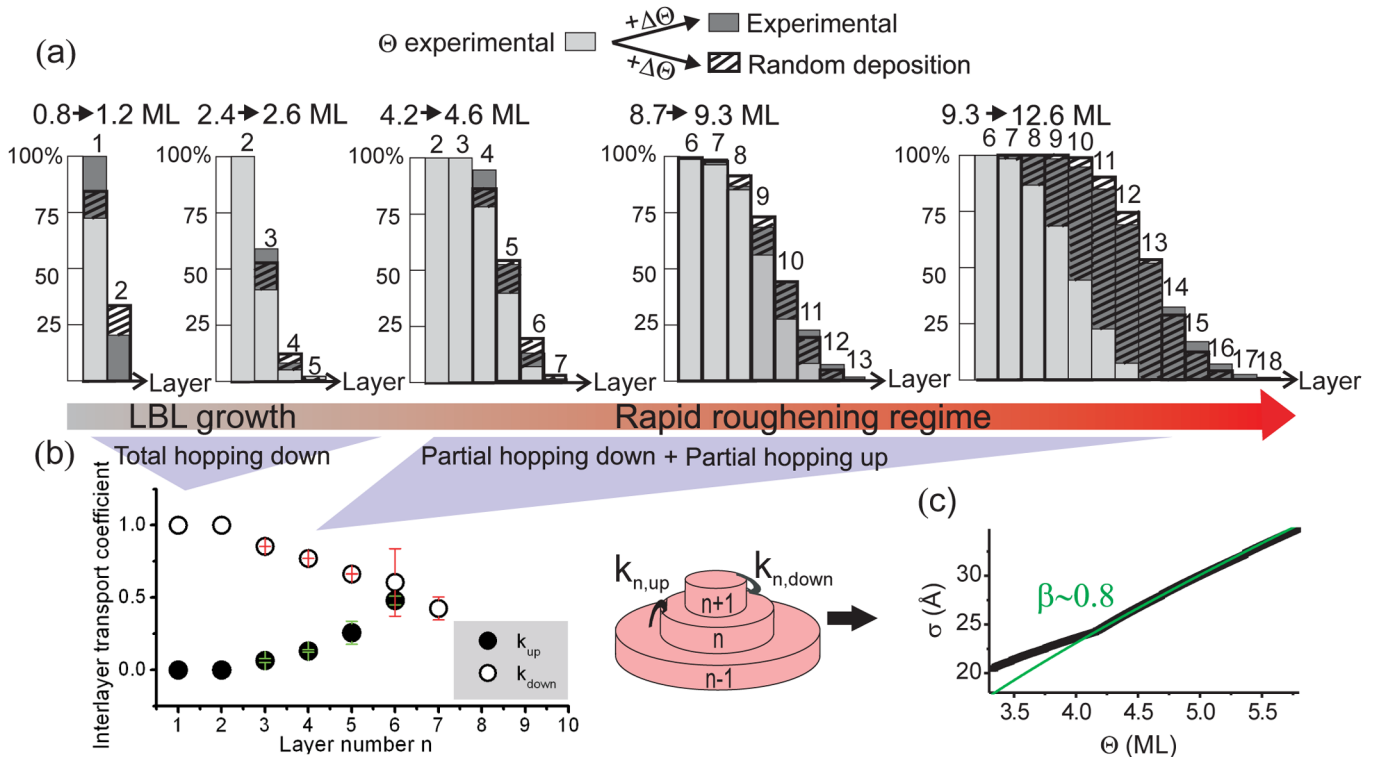 (a)
Θ experimental
+ΔΘ
Experimental
+ΔΘ
Random deposition
0.8→1.2 ML
2.4→2.6 ML
4.2→4.6 ML
8.7→9.3 ML
9.3→12.6 ML
100%
75
50
25
1
2
Layer
100%
75
50
25
2
3
4
5
Layer
100%
75
50
25
2
3
4
5
6
7
Layer
100%
75
50
25
6
7
8
9
10
11
12
13
Layer
100%
75
50
25
6
7
8
9
10
11
12
13
14
15
16
17
18
Layer
LBL growth
Rapid roughening regime
Total hopping down
Partial hopping down + Partial hopping up
(b)
Interlayer transport coefficient
1.0
0.5
0.0
k up
k down
1 2 3 4 5 6 7 8 9 10
Layer number n
k n,up
k n,down
n+1
n
n-1
(c)
σ (Å)
30
25
20
β~0.8
3.5 4.0 4.5 5.0 5.5
Θ (ML)